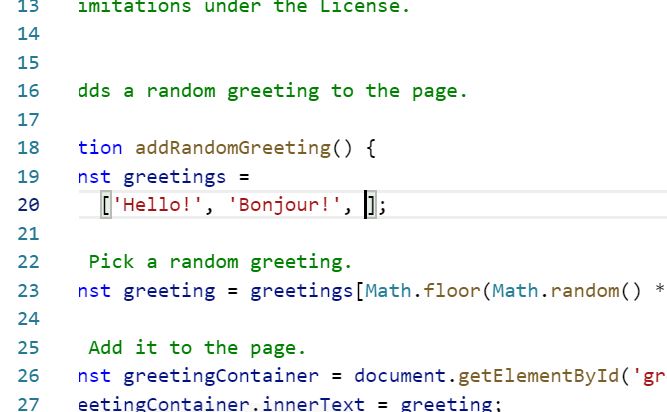 13 imitations under the License.
14
15
16 dds a random greeting to the page.
17
18 tion addRandomGreeting() {
19 nst greetings =
20 ['Hello!', 'Bonjour!', ];
21
22 Pick a random greeting.
23 nst greeting = greetings[Math.floor(Math.random() *
24
25 Add it to the page.
26 nst greetingContainer = document.getElementById('gr
27 eetingContainer.innerText = greeting;